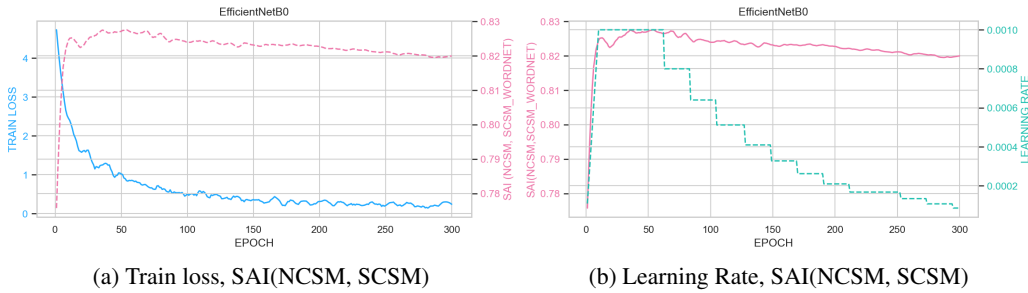 EfficientNetB0
TRAIN LOSS
4
3
2
1
0
0.83
0.82
0.81
0.80
0.79
0.78
SAI (NCSM, SCSM_WORDNET)
0 50 100 150 200 250 300
EPOCH
(a) Train loss, SAI(NCSM, SCSM)
EfficientNetB0
SAI(NCSM,SCSM_WORDNET)
0.83
0.82
0.81
0.80
0.79
0.78
0.0010
0.0008
0.0006
0.0004
0.0002
LEARNING RATE
0 50 100 150 200 250 300
EPOCH
(b) Learning Rate, SAI(NCSM, SCSM)